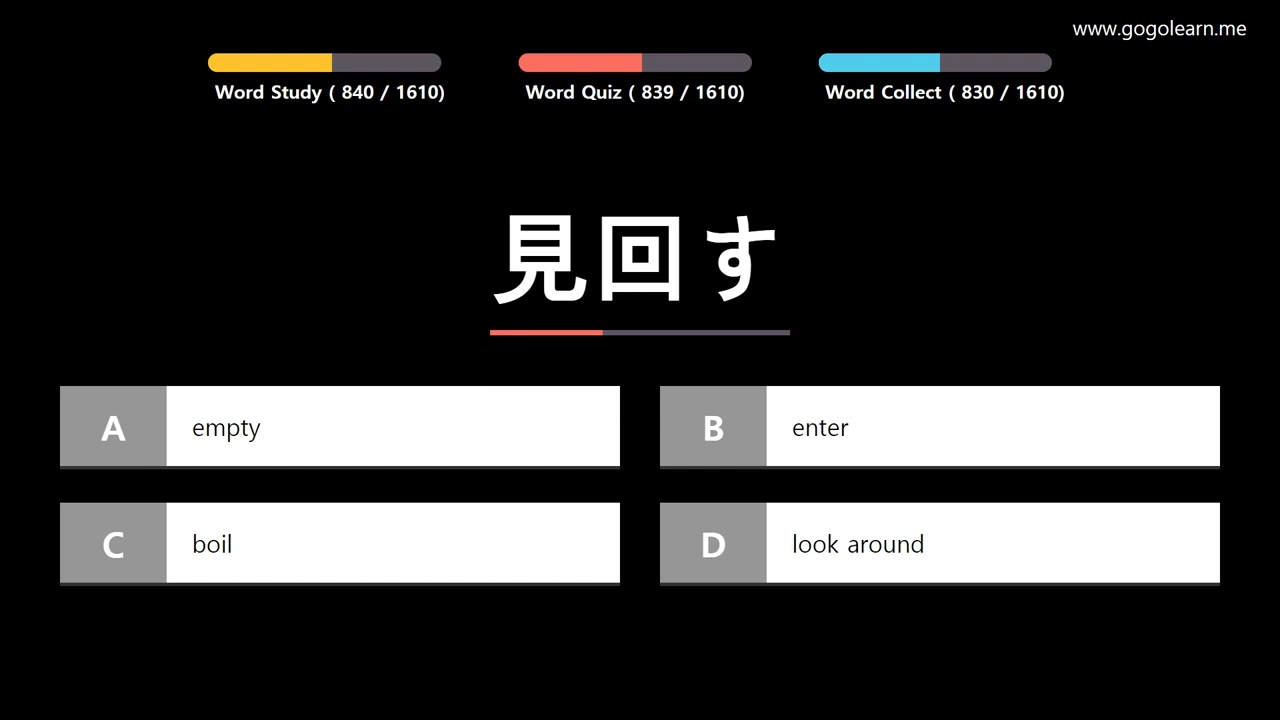 www.gogolearn.me
Word Study ( 840 / 1610)
Word Quiz ( 839 / 1610)
Word Collect ( 830 / 1610)
見回す
A empty
B enter
C boil
D look around